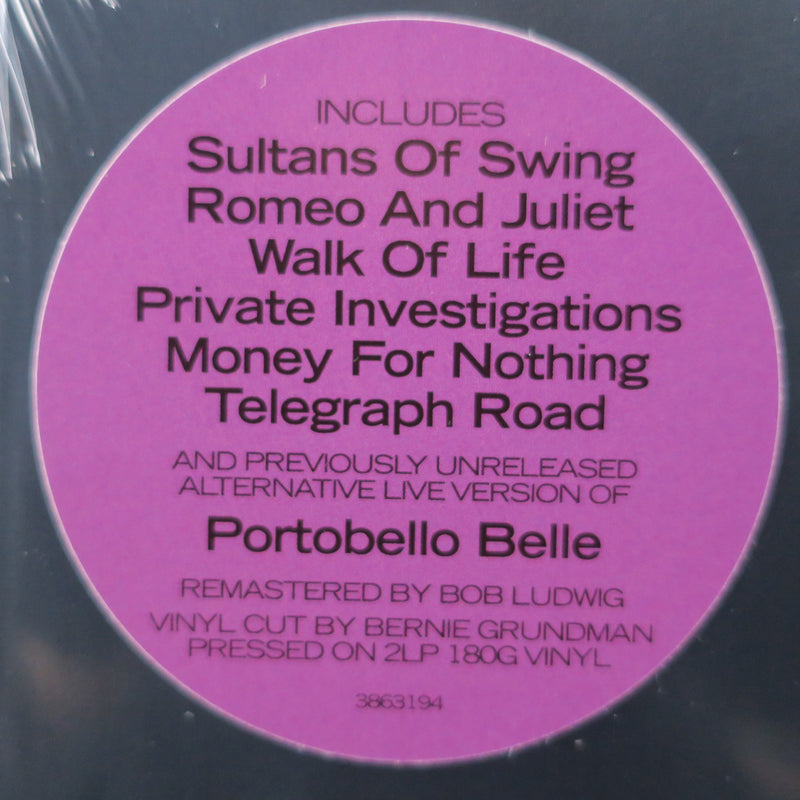 INCLUDES
Sultans Of Swing
Romeo And Juliet
Walk Of Life
Private Investigations
Money For Nothing
Telegraph Road
AND PREVIOUSLY UNRELEASED
ALTERNATIVE LIVE VERSION OF
Portobello Belle
REMASTERED BY BOB LUDWIG
VINYL CUT BY BERNIE GRUNDMAN
PRESSED ON 2LP 180G VINYL
3863194